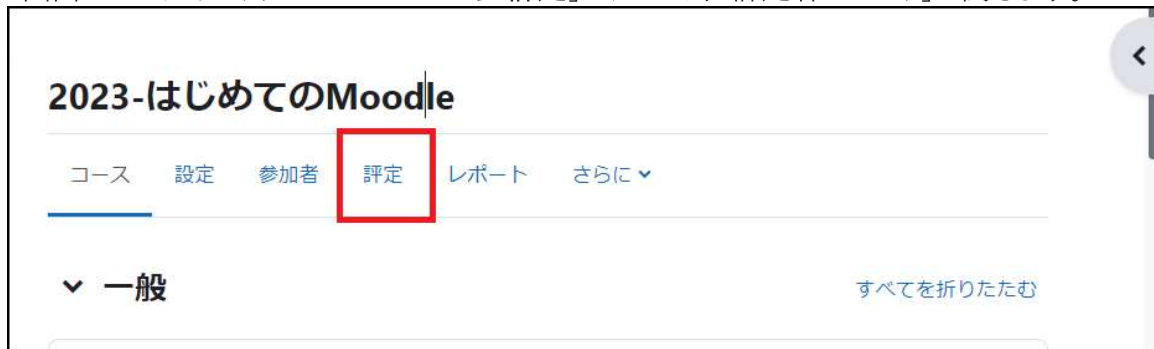 2023-はじめてのMoodle
コース 設定 参加者 評定 レポート さらに
一般
すべてを折りたたむ